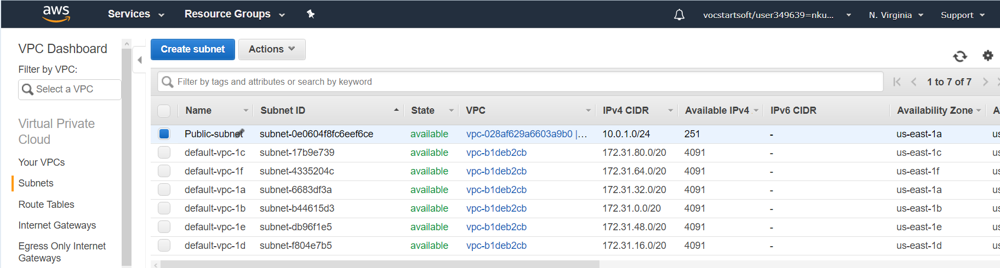 aws Services Resource Groups vocstartsoft/user349639=nku... N. Virginia Support
VPC Dashboard
Filter by VPC:
Select a VPC
Virtual Private
Cloud
Your VPCs
Subnets
Route Tables
Internet Gateways
Egress Only Internet
Gateways
Create subnet Actions
Filter by tags and attributes or search by keyword 1 to 7 of 7
Name Subnet ID State VPC IPv4 CIDR Available IPv4 IPv6 CIDR Availability Zone
Public-subnet subnet-0e0604f8fc6eef6ce available vpc-028af629a6603a9b0 |... 10.0.1.0/24 251 - us-east-1a
default-vpc-1c subnet-17b9e739 available vpc-b1deb2cb 172.31.80.0/20 4091 - us-east-1c
default-vpc-1f subnet-4335204c available vpc-b1deb2cb 172.31.64.0/20 4091 - us-east-1f
default-vpc-1a subnet-6683df3a available vpc-b1deb2cb 172.31.32.0/20 4091 - us-east-1a
default-vpc-1b subnet-b44615d3 available vpc-b1deb2cb 172.31.0.0/20 4091 - us-east-1b
default-vpc-1e subnet-db96f1e5 available vpc-b1deb2cb 172.31.48.0/20 4091 - us-east-1e
default-vpc-1d subnet-f804e7b5 available vpc-b1deb2cb 172.31.16.0/20 4091 - us-east-1d